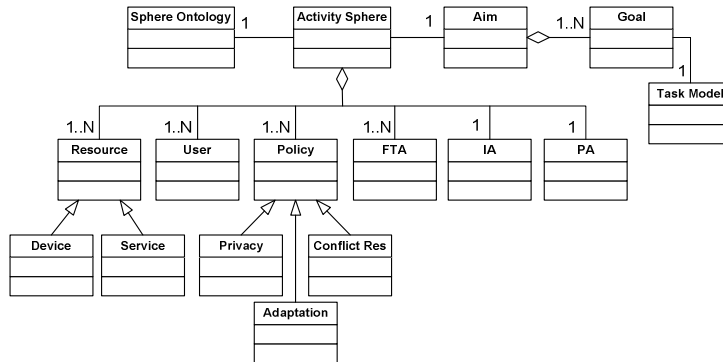 Sphere Ontology 1 Activity Sphere 1 Aim 1..N Goal
1 Task Model
1..N 1..N 1..N 1..N 1 1
Resource User Policy FTA IA PA
Device Service Privacy Conflict Res
Adaptation